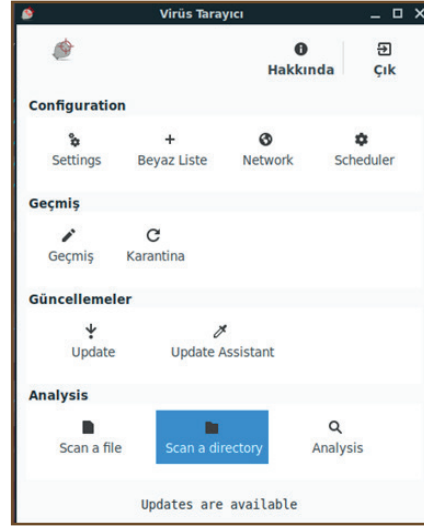 Virüs Tarayıcı
Hakkında Çık
Configuration
Settings Beyaz Liste Network Scheduler
Geçmiş
Geçmiş Karantina
Güncellemeler
Update Update Assistant
Analysis
Scan a file Scan a directory Analysis
Updates are available